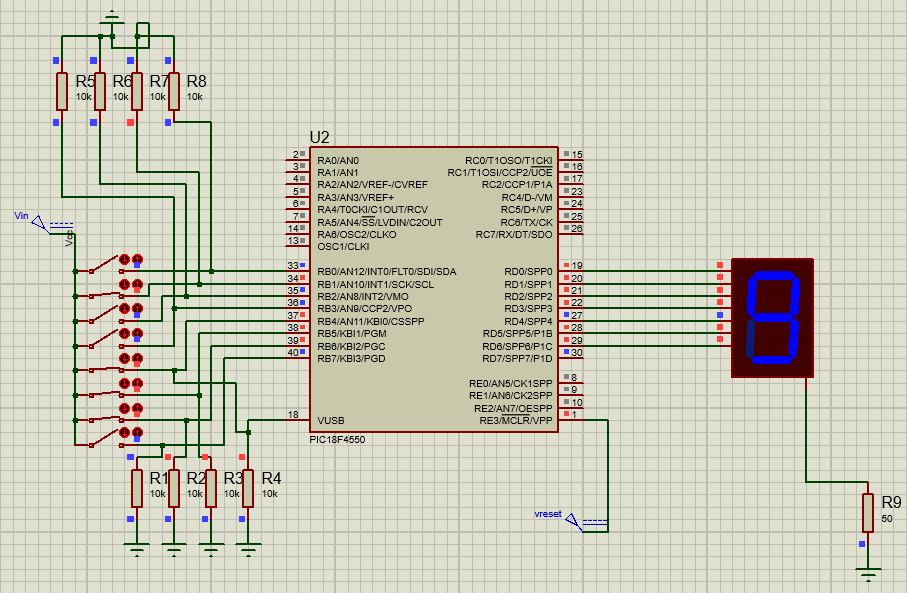 R5
10k
R6
10k
R7
10k
R8
10k
U2
2
3
4
5
6
7
14
13
RA0/AN0
RA1/AN1
RA2/AN2/VREF-/CVREF
RA3/AN3/VREF+
RA4/T0CKI/C1OUT/RCV
RA5/AN4/SS/LVDIN/C2OUT
RA6/OSC2/CLKO
OSC1/CLKI
RC0/T1OSO/T1CKI
RC1/T1OSI/CCP2/UOE
RC2/CCP1/P1A
RC4/D-/VM
RC5/D+/VP
RC6/TX/CK
RC7/RX/DT/SDO
15
16
17
23
24
25
26
Vin
33
34
35
36
37
38
39
40
RB0/AN12/INT0/FLT0/SDI/SDA
RB1/AN10/INT1/SCK/SCL
RB2/AN8/INT2/VMO
RB3/AN9/CCP2/VPO
RB4/AN11/KBI0/CSSPP
RB5/KBI1/PGM
RB6/KBI2/PGC
RB7/KBI3/PGD
RD0/SPP0
RD1/SPP1
RD2/SPP2
RD3/SPP3
RD4/SPP4
RD5/SPP5/P1B
RD6/SPP6/P1C
RD7/SPP7/P1D
19
20
21
22
27
28
29
30
RE0/AN5/CK1SPP
RE1/AN6/CK2SPP
RE2/AN7/OESPP
RE3/MCLR/VPP
8
9
10
1
18
VUSB
PIC18F4550
R1
10k
R2
10k
R3
10k
R4
10k
vreset
R9
50